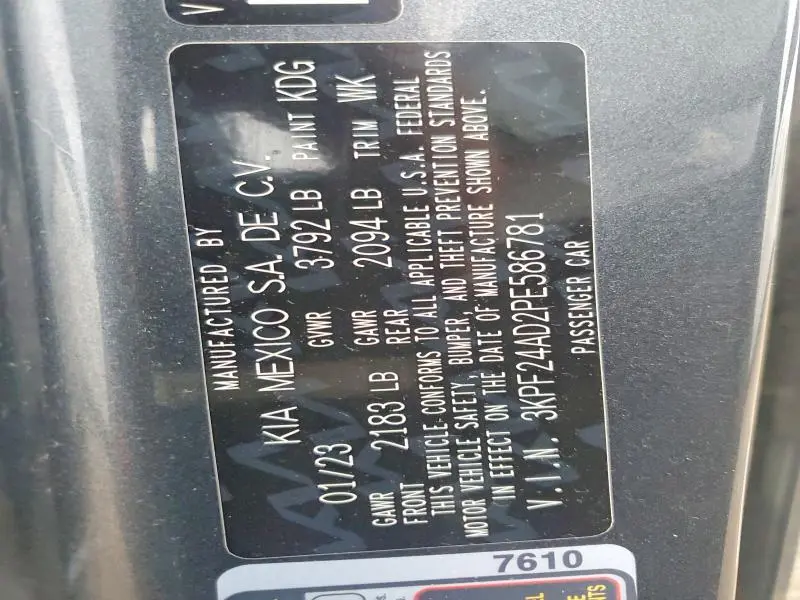 V
MANUFACTURED BY
KIA MEXICO S.A. DE C.V.
01/23 GVWR 3792 LB PAINT KDG
GAWR FRONT 2183 LB GAWR REAR 2094 LB TRIM WK
THIS VEHICLE CONFORMS TO ALL APPLICABLE U.S.A. FEDERAL
MOTOR VEHICLE SAFETY, BUMPER, AND THEFT PREVENTION STANDARDS
IN EFFECT ON THE DATE OF MANUFACTURE SHOWN ABOVE.
V.I.N. 3KPF24AD2PE586781
PASSENGER CAR
7610